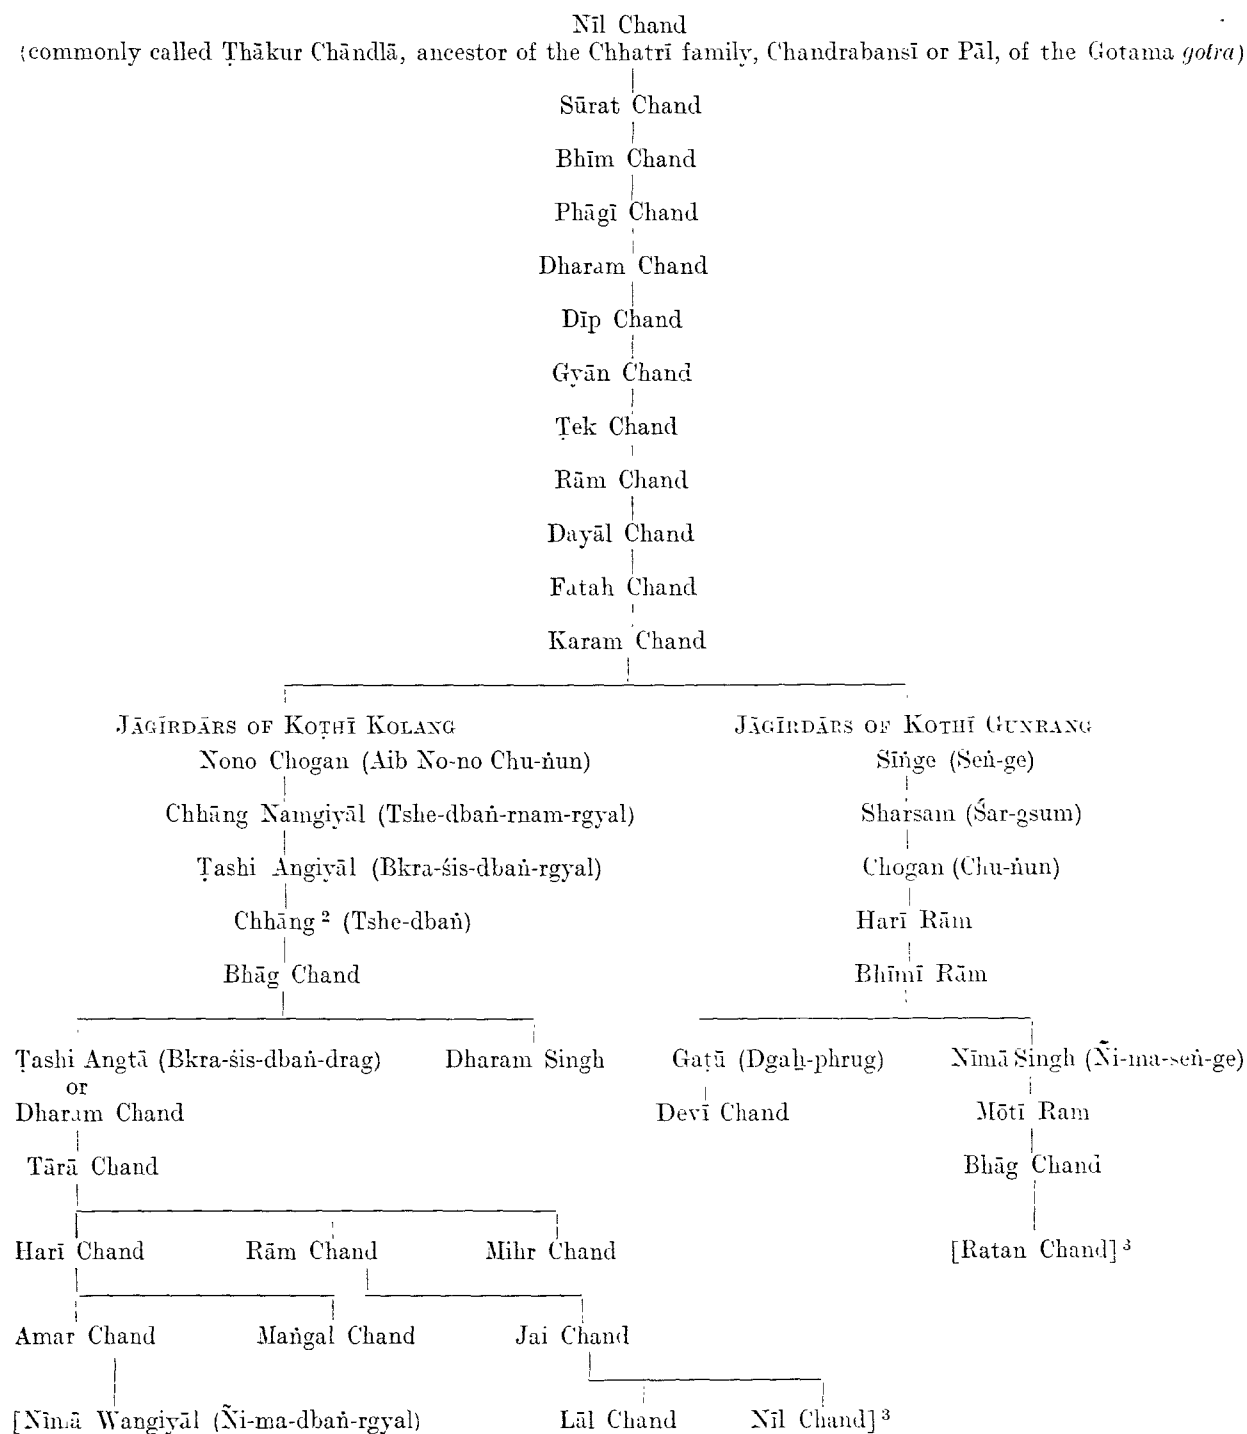 Nīl Chand
(commonly called Ṭhākur Chāndlā, ancestor of the Chhatrī family, Chandrabansī or Pāl, of the Gotama gotra)
Sūrat Chand
Bhīm Chand
Phāgī Chand
Dharam Chand
Dīp Chand
Gyān Chand
Ṭek Chand
Rām Chand
Dayāl Chand
Fatah Chand
Karam Chand
JĀGĪRDĀRS OF KOṬHĪ KOLANG JĀGĪRDĀRS OF KOTHĪ GUNRANG
Nono Chogan (Aib No-no Chu-ṅun) Sīṅge (Seṅ-ge)
Chhāng Namgiyāl (Tshe-dbaṅ-rnam-rgyal) Sharsam (Śar-gsum)
Ṭashi Angiyāl (Bkra-śis-dbaṅ-rgyal) Chogan (Chu-ṅun)
Chhāng ² (Tshe-dbaṅ) Harī Rām
Bhāg Chand Bhīmī Rām
Ṭashi Angtā (Bkra-śis-dbaṅ-drag) Dharam Singh Gaṭū (Dgaẖ-phrug) Nīmā Singh (Ñi-ma-seṅ-ge)
or
Dharam Chand Devī Chand Mōtī Ram
Tārā Chand Bhāg Chand
Harī Chand Rām Chand Mihr Chand [Ratan Chand] ³
Amar Chand Maṅgal Chand Jai Chand
[Nīmā Wangiyāl (Ñi-ma-dbaṅ-rgyal) Lāl Chand Nīl Chand] ³